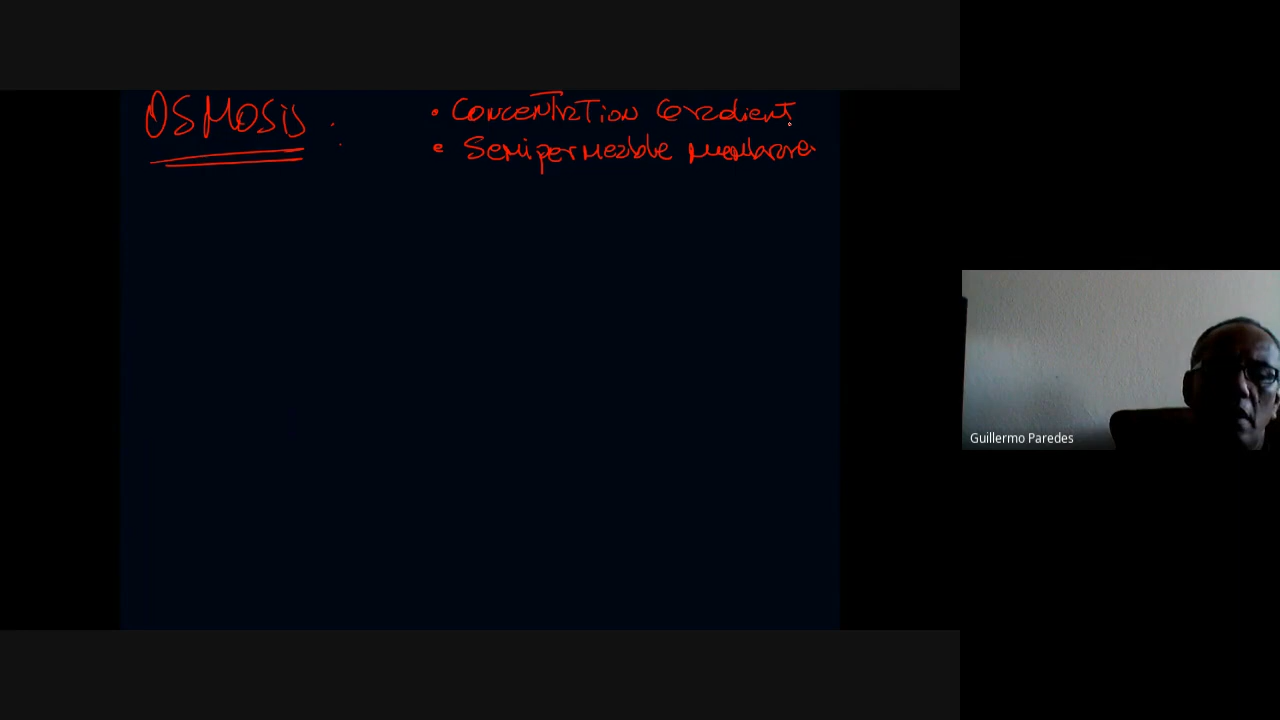 OSMOSIS :
• Concentration Gradient
• Semipermeable membrane
Guillermo Paredes